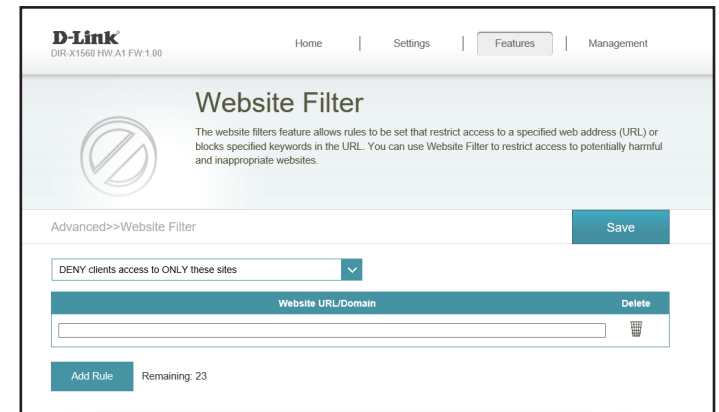 D-Link
DIR-X1560 HW:A1 FW:1.00
Home | Settings | Features | Management
Website Filter
The website filters feature allows rules to be set that restrict access to a specified web address (URL) or
blocks specified keywords in the URL. You can use Website Filter to restrict access to potentially harmful
and inappropriate websites.
Advanced>>Website Filter
Save
DENY clients access to ONLY these sites
Website URL/Domain
Delete
Add Rule
Remaining: 23